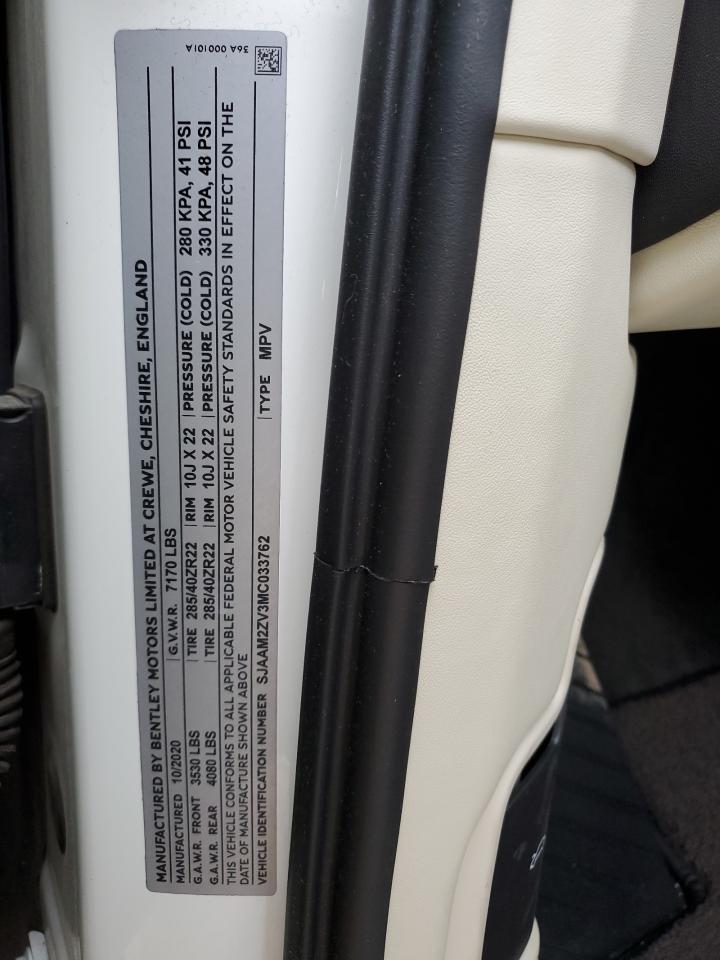 MANUFACTURED BY BENTLEY MOTORS LIMITED AT CREWE, CHESHIRE, ENGLAND
MANUFACTURED 10/2020 G.V.W.R. 7170 LBS
G.A.W.R. FRONT 3530 LBS TIRE 285/40ZR22 RIM 10J X 22 PRESSURE (COLD) 280 KPA, 41 PSI
G.A.W.R. REAR 4080 LBS TIRE 285/40ZR22 RIM 10J X 22 PRESSURE (COLD) 330 KPA, 48 PSI
THIS VEHICLE CONFORMS TO ALL APPLICABLE FEDERAL MOTOR VEHICLE SAFETY STANDARDS IN EFFECT ON THE
DATE OF MANUFACTURE SHOWN ABOVE
VEHICLE IDENTIFICATION NUMBER SJAAM2ZV3MC033762 TYPE MPV
36A 000101A